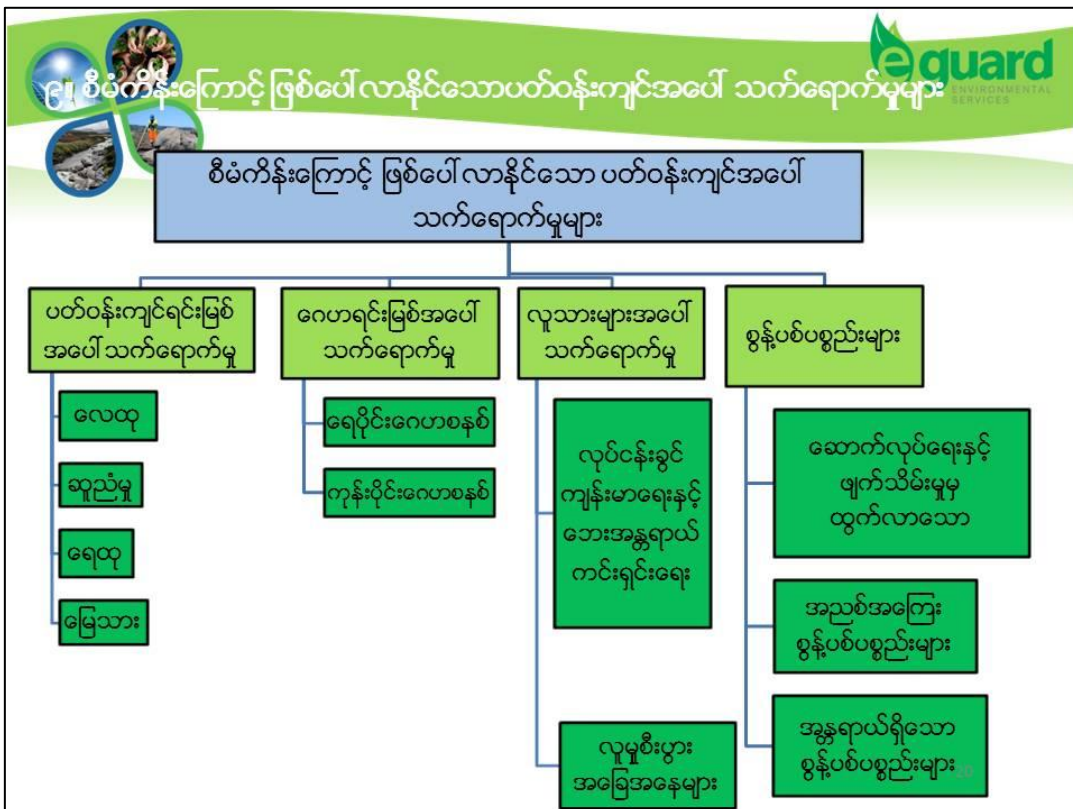 ၉။ စီမံကိန်းကြောင့် ဖြစ်ပေါ်လာနိုင်သောပတ်ဝန်းကျင်အပေါ် သက်ရောက်မှုများ
eguard
ENVIRONMENTAL
SERVICES
စီမံကိန်းကြောင့် ဖြစ်ပေါ်လာနိုင်သော ပတ်ဝန်းကျင်အပေါ်
သက်ရောက်မှုများ
ပတ်ဝန်းကျင်ရင်းမြစ်
အပေါ်သက်ရောက်မှု
လေထု
ဆူညံမှု
ရေထု
မြေသား
ဂေဟရင်းမြစ်အပေါ်
သက်ရောက်မှု
ရေပိုင်းဂေဟစနစ်
ကုန်းပိုင်းဂေဟစနစ်
လူသားများအပေါ်
သက်ရောက်မှု
လုပ်ငန်းခွင်
ကျန်းမာရေးနှင့်
ဘေးအန္တရာယ်
ကင်းရှင်းရေး
လူမှုစီးပွား
အခြေအနေများ
စွန့်ပစ်ပစ္စည်းများ
ဆောက်လုပ်ရေးနှင့်
ဖျက်သိမ်းမှုမှ
ထွက်လာသော
အညစ်အကြေး
စွန့်ပစ်ပစ္စည်းများ
အန္တရာယ်ရှိသော
စွန့်ပစ်ပစ္စည်းများ
20